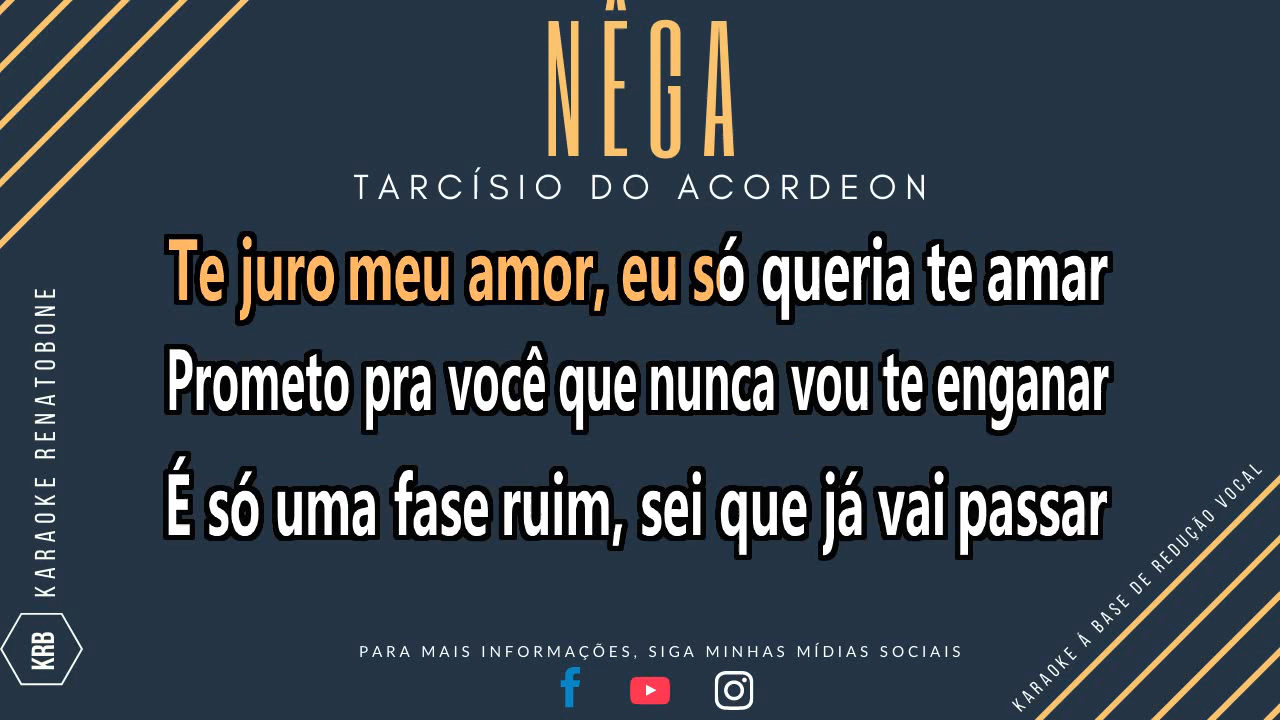 NÊGA
TARCÍSIO DO ACORDEON
Te juro meu amor, eu só queria te amar
Prometo pra você que nunca vou te enganar
É só uma fase ruim, sei que já vai passar
KARAOKE RENATOBONE
KRB
KARAOKE Á BASE DE REDUÇÃO VOCAL
PARA MAIS INFORMAÇÕES, SIGA MINHAS MÍDIAS SOCIAIS